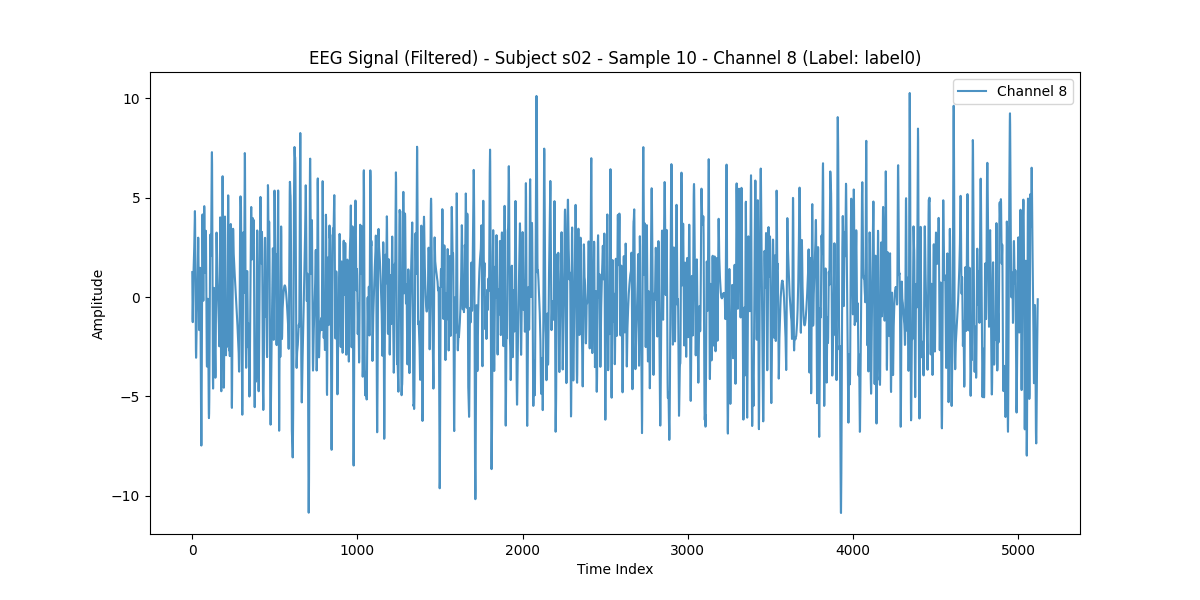 EEG Signal (Filtered) - Subject s02 - Sample 10 - Channel 8 (Label: label0)
Channel 8
10
5
0
−5
−10
Amplitude
0
1000
2000
3000
4000
5000
Time Index